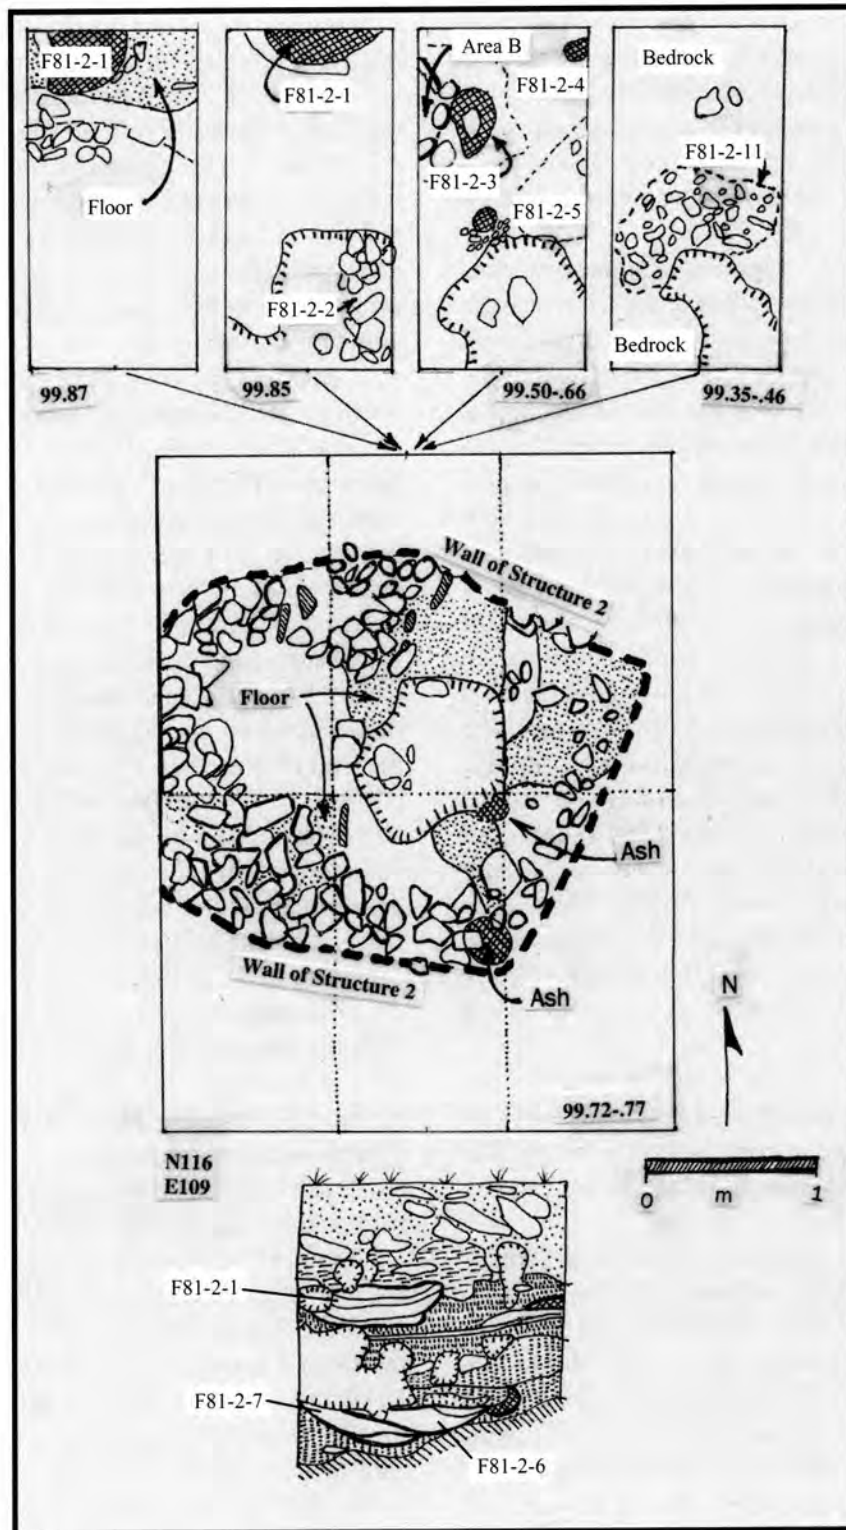 F81-2-1
Floor
99.87
F81-2-1
F81-2-2
99.85
Area B
F81-2-4
F81-2-3
F81-2-5
99.50-.66
Bedrock
F81-2-11
Bedrock
99.35-.46
Wall of Structure 2
Floor
Ash
Wall of Structure 2
Ash
N
99.72-.77
N116
E109
0 m 1
F81-2-1
F81-2-7
F81-2-6